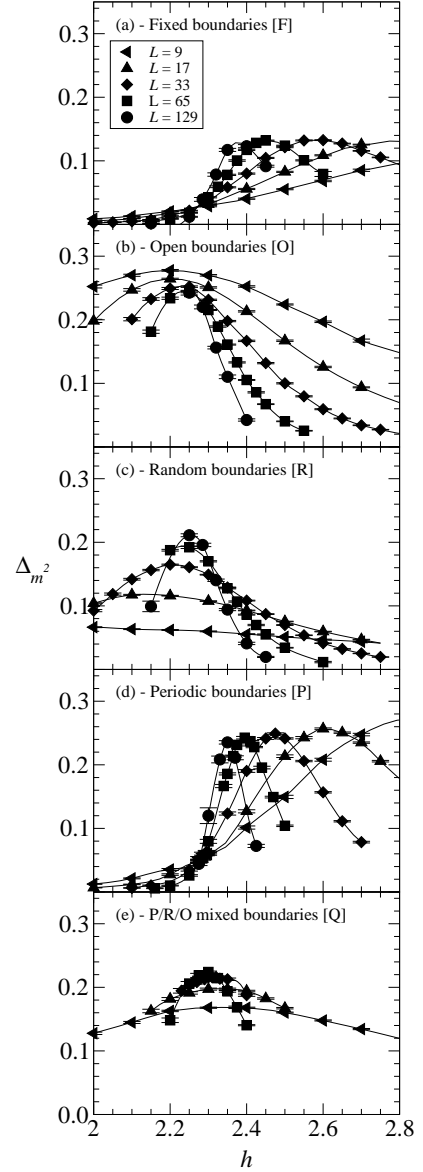 (a) - Fixed boundaries [F]
0.3
L = 9
L = 17
L = 33
L = 65
L = 129
0.2
0.1
(b) - Open boundaries [O]
0.3
0.2
0.1
(c) - Random boundaries [R]
0.3
0.2
Δm²
0.1
(d) - Periodic boundaries [P]
0.3
0.2
0.1
(e) - P/R/O mixed boundaries [Q]
0.3
0.2
0.1
0.0
2 2.2 2.4 2.6 2.8
h